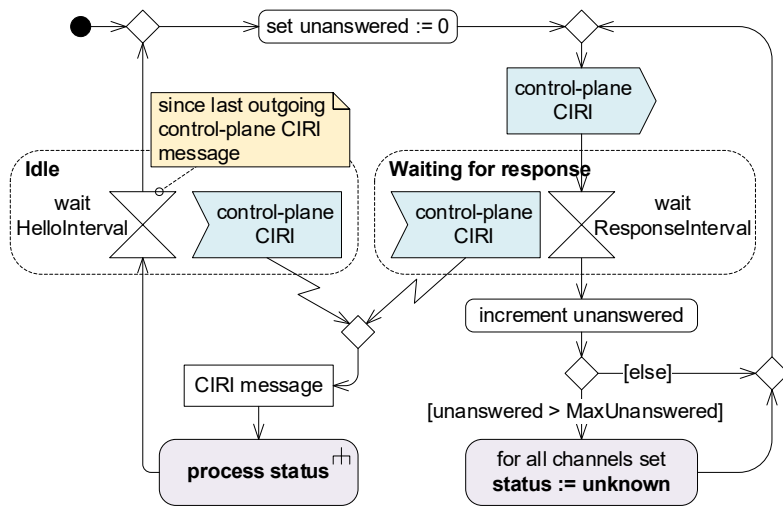 set unanswered := 0
since last outgoing
control-plane CIRI
message
control-plane
CIRI
Idle
wait
HelloInterval
control-plane
CIRI
Waiting for response
control-plane
CIRI
wait
ResponseInterval
increment unanswered
[else]
CIRI message
[unanswered > MaxUnanswered]
process status
for all channels set
status := unknown